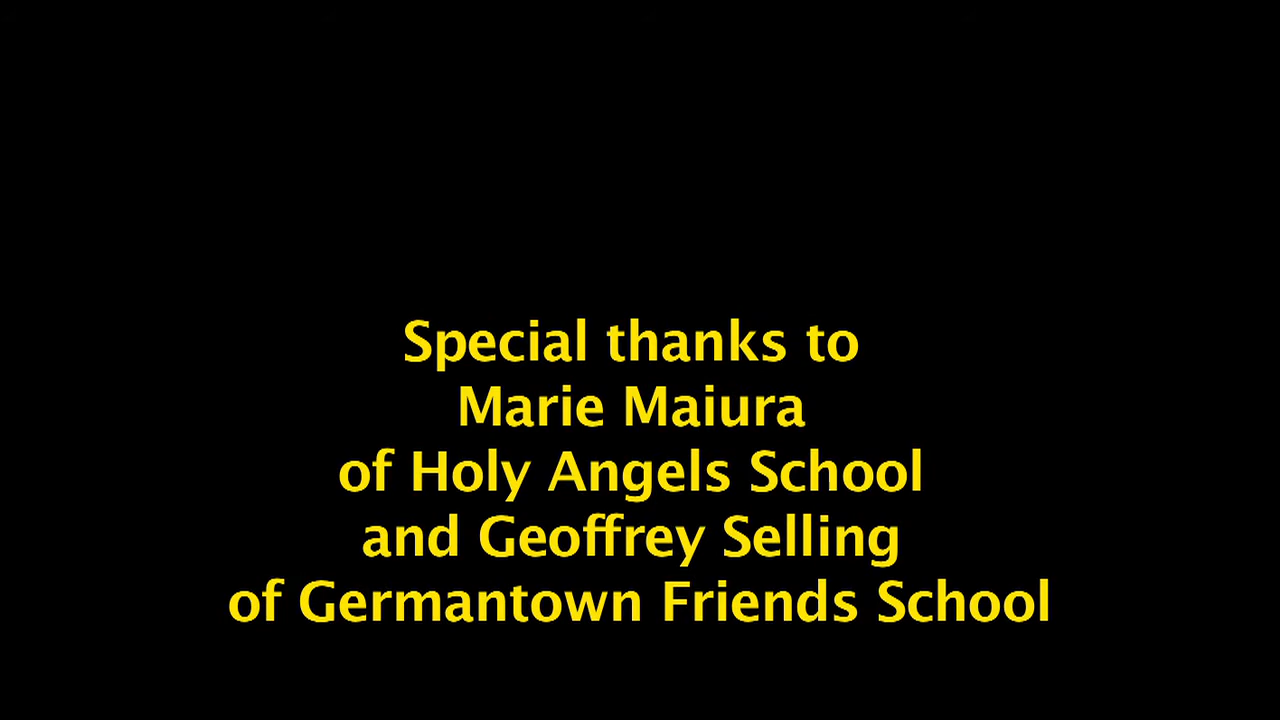 Special thanks to
Marie Maiura
of Holy Angels School
and Geoffrey Selling
of Germantown Friends School